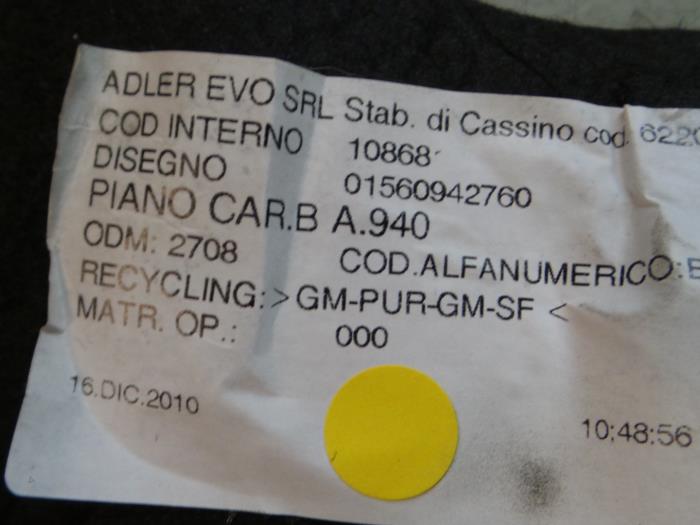 ADLER EVO SRL Stab. di Cassino cod. 6220
COD INTERNO 10868
DISEGNO 01560942760
PIANO CAR.B A.940
ODM: 2708 COD.ALFANUMERICO:E
RECYCLING:>GM-PUR-GM-SF <
MATR. OP.: 000
16.DIC.2010 10:48:56